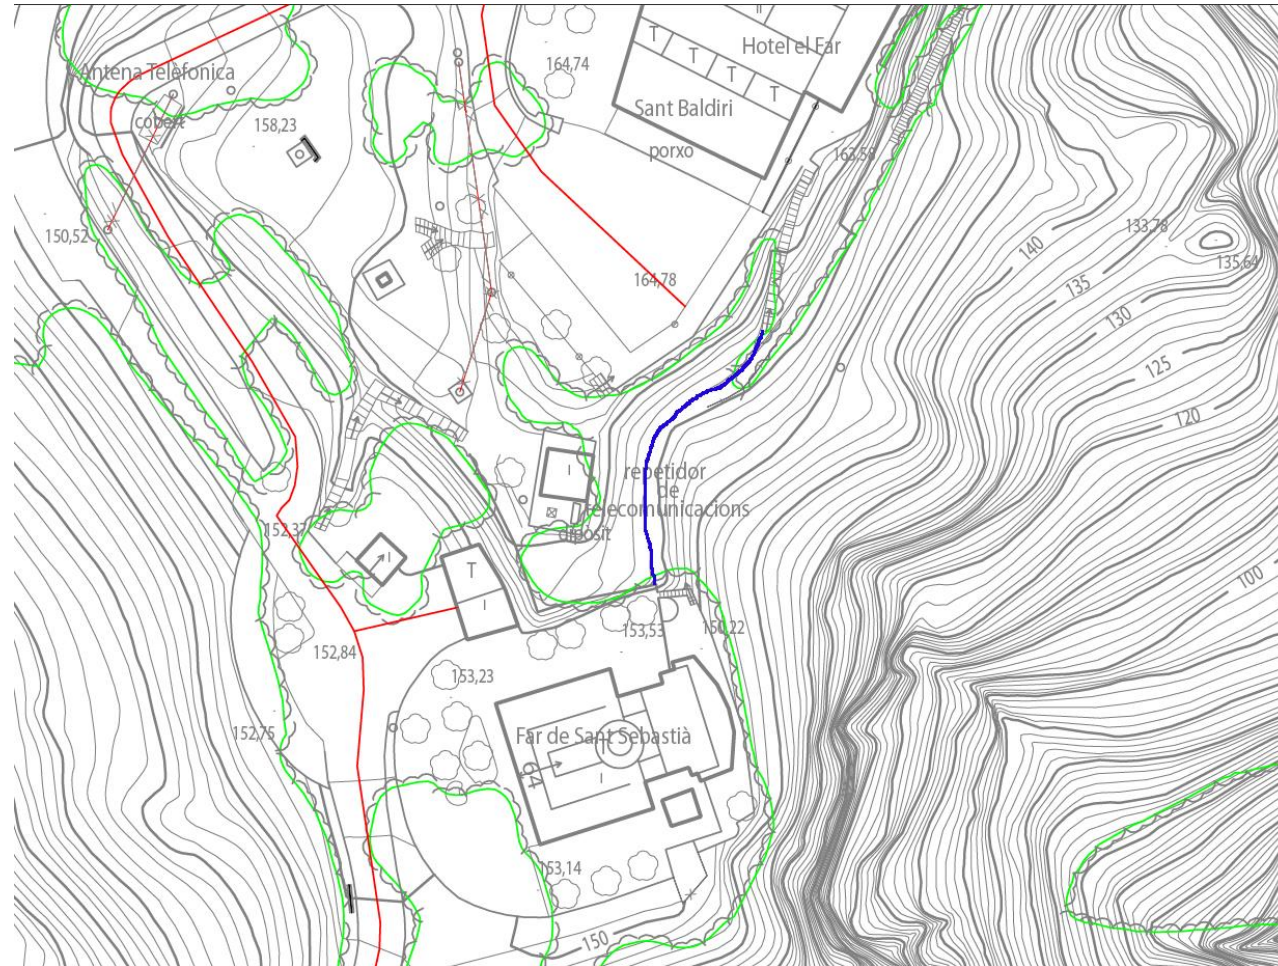 Hotel el Far
164,74
Antena Telèfonica
T
T
T
T
Sant Baldiri
cobert
158,23
porxo
163,58
133,78
150,52
140
135,64
164,78
135
130
125
120
repetidor
de
telecomunicacions
dipòsit
152,37
T
100
153,53
150,22
152,84
153,23
152,75
Far de Sant Sebastià
64
153,14
150